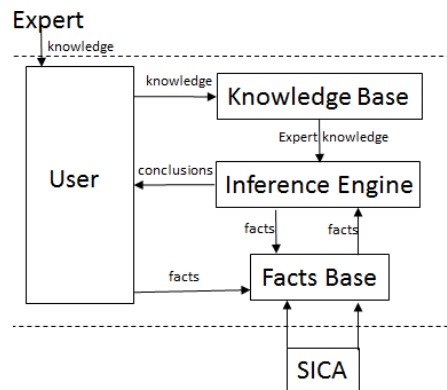 Expert
knowledge
knowledge
Knowledge Base
Expert knowledge
User
conclusions
Inference Engine
facts
facts
facts
Facts Base
SICA